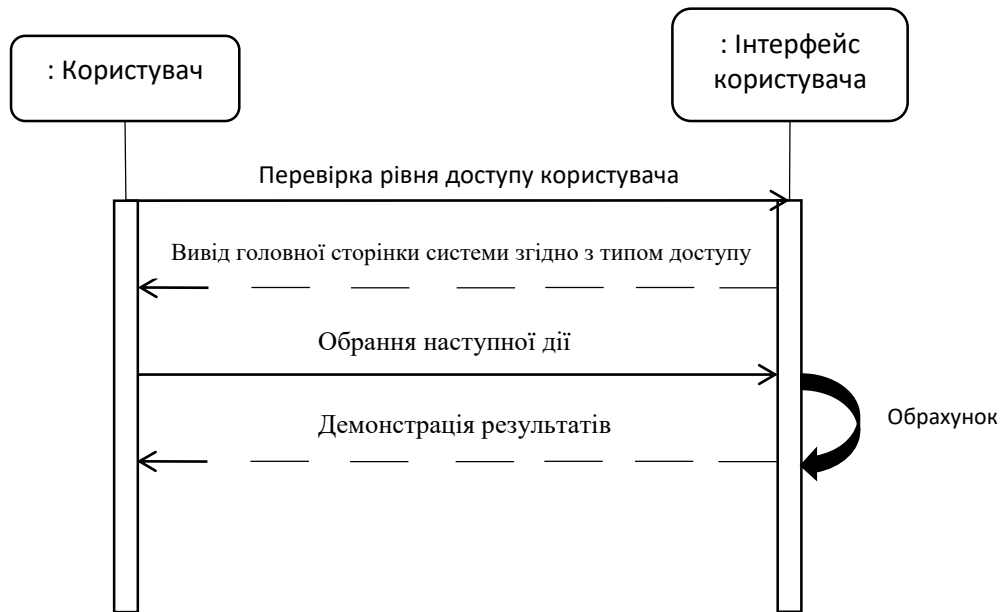 : Користувач
: Інтерфейс
користувача
Перевірка рівня доступу користувача
Вивід головної сторінки системи згідно з типом доступу
Обрання наступної дії
Демонстрація результатів
Обрахунок